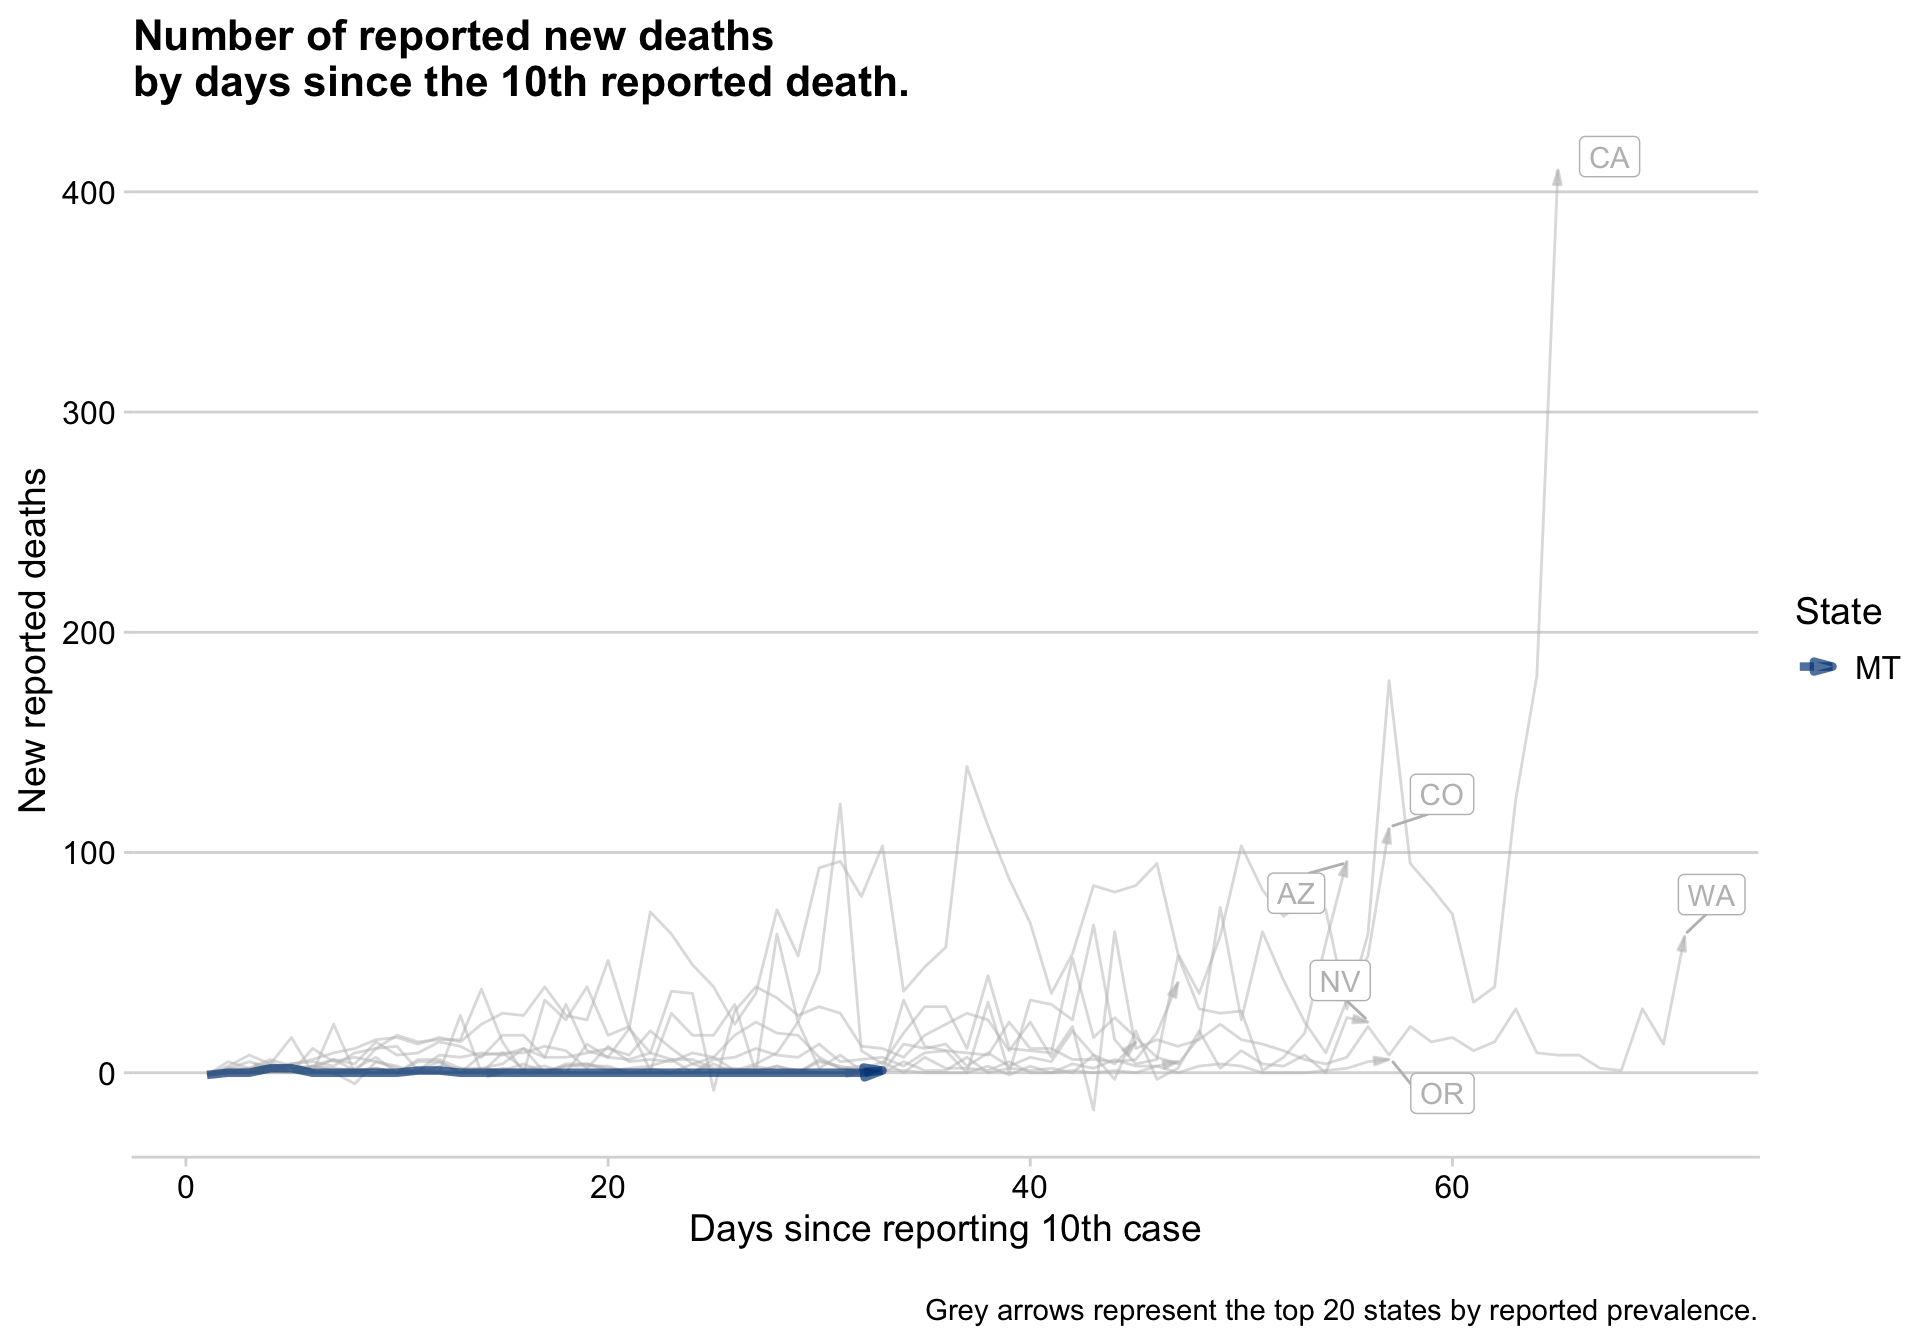 Number of reported new deaths
by days since the 10th reported death.
New reported deaths
400
300
200
100
0
CA
CO
AZ
WA
NV
OR
State
MT
0
20
40
60
Days since reporting 10th case
Grey arrows represent the top 20 states by reported prevalence.